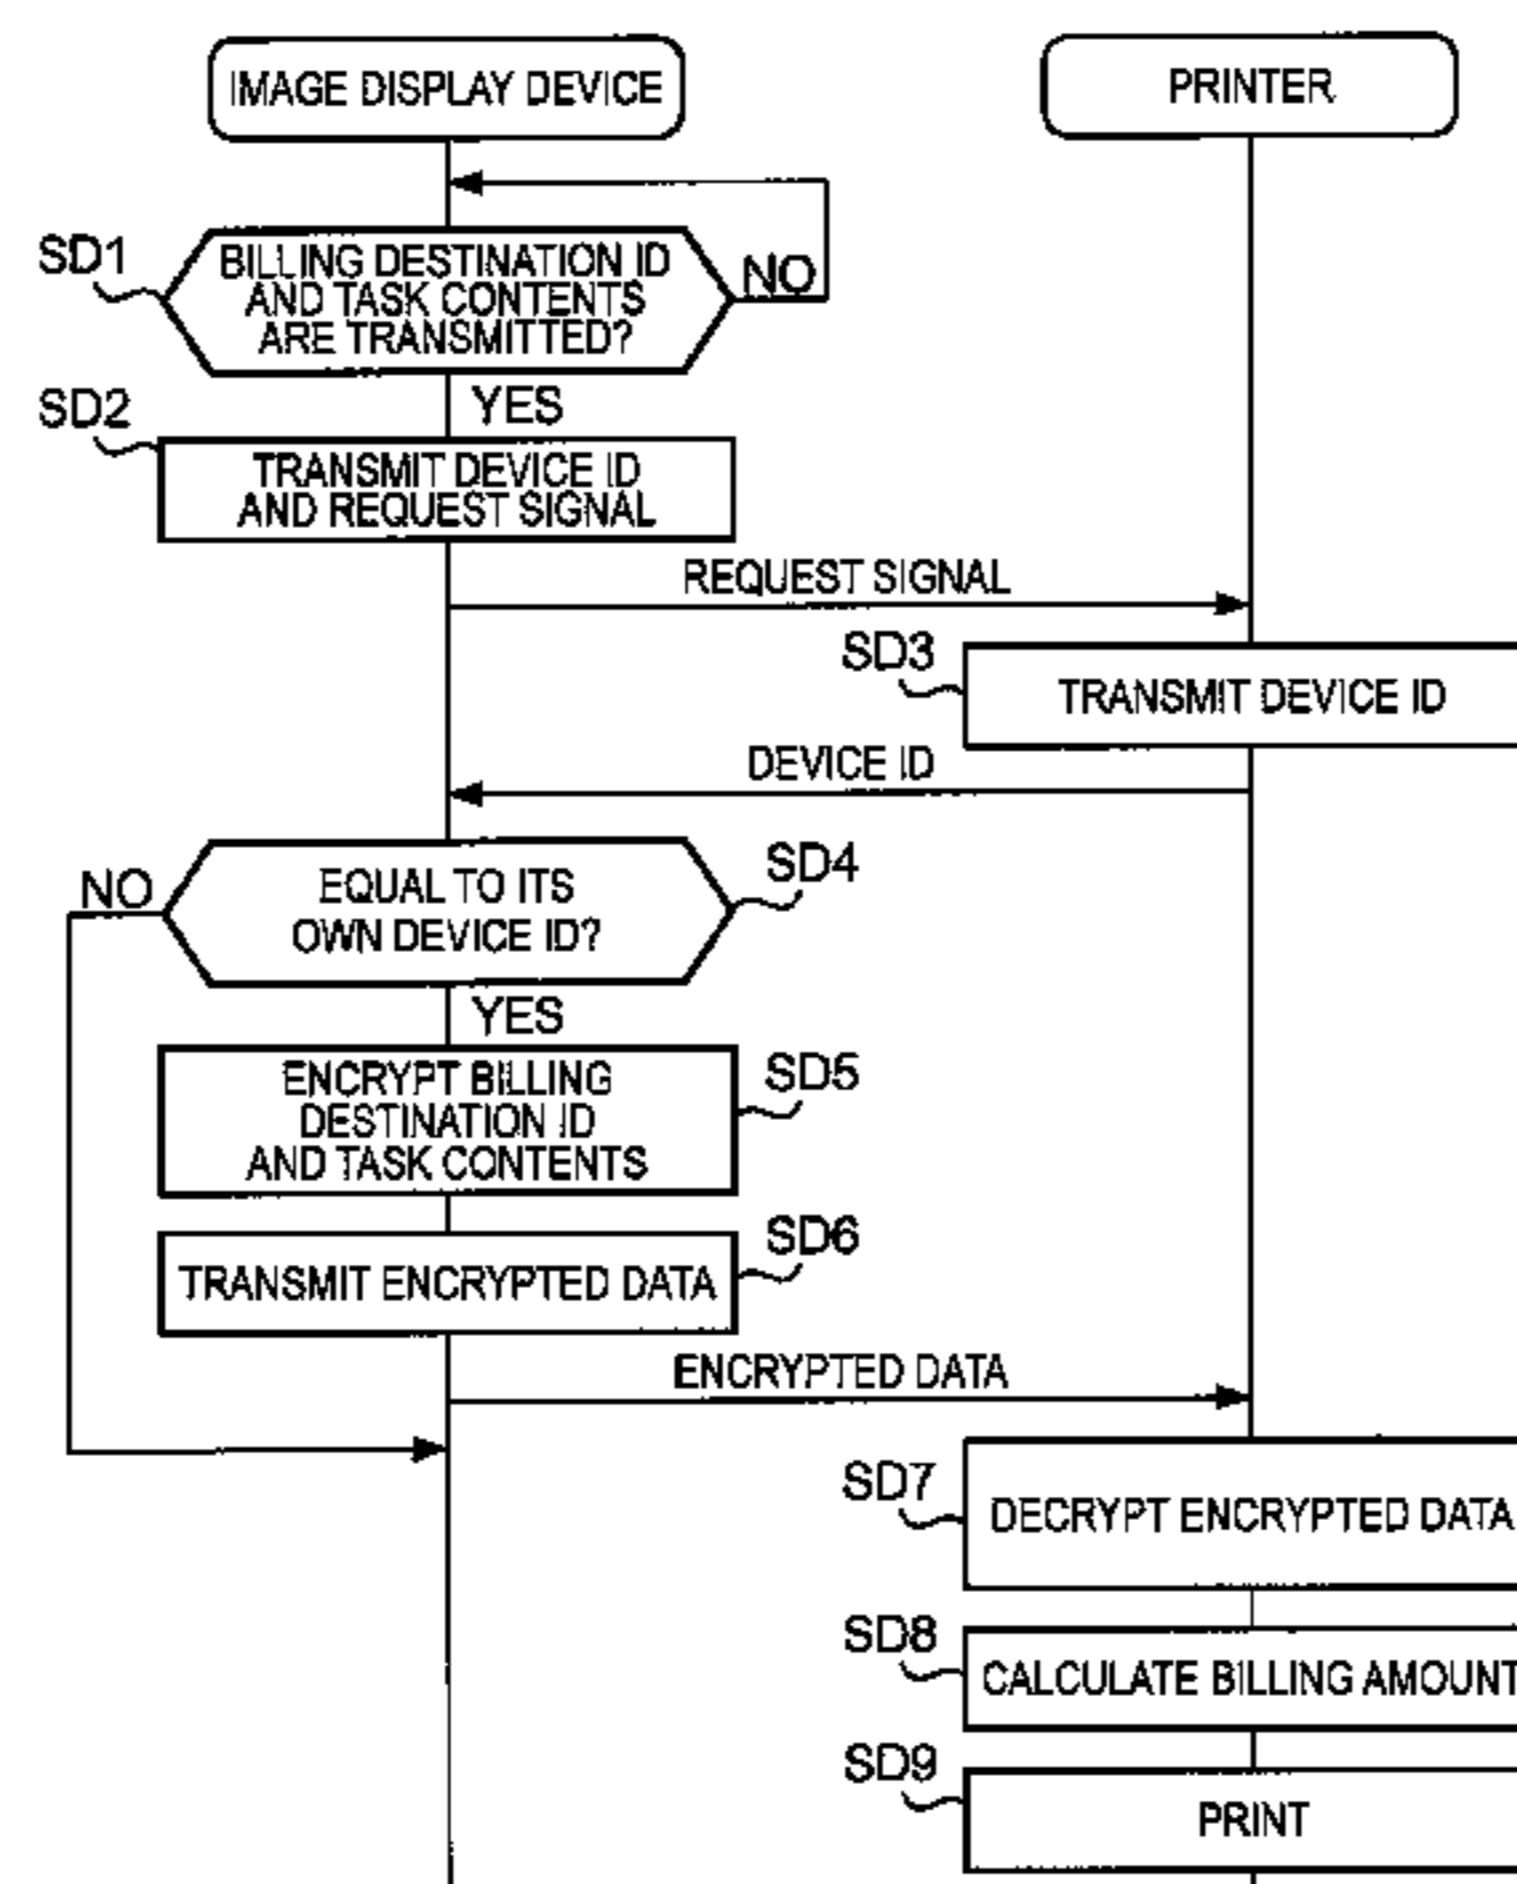 IMAGE DISPLAY DEVICE
PRINTER
SD1
BILLING DESTINATION ID
AND TASK CONTENTS
ARE TRANSMITTED?
NO
YES
SD2
TRANSMIT DEVICE ID
AND REQUEST SIGNAL
REQUEST SIGNAL
SD3
TRANSMIT DEVICE ID
DEVICE ID
NO
EQUAL TO ITS
OWN DEVICE ID?
SD4
YES
ENCRYPT BILLING
DESTINATION ID
AND TASK CONTENTS
SD5
TRANSMIT ENCRYPTED DATA
SD6
ENCRYPTED DATA
SD7
DECRYPT ENCRYPTED DATA
SD8
CALCULATE BILLING AMOUNT
SD9
PRINT